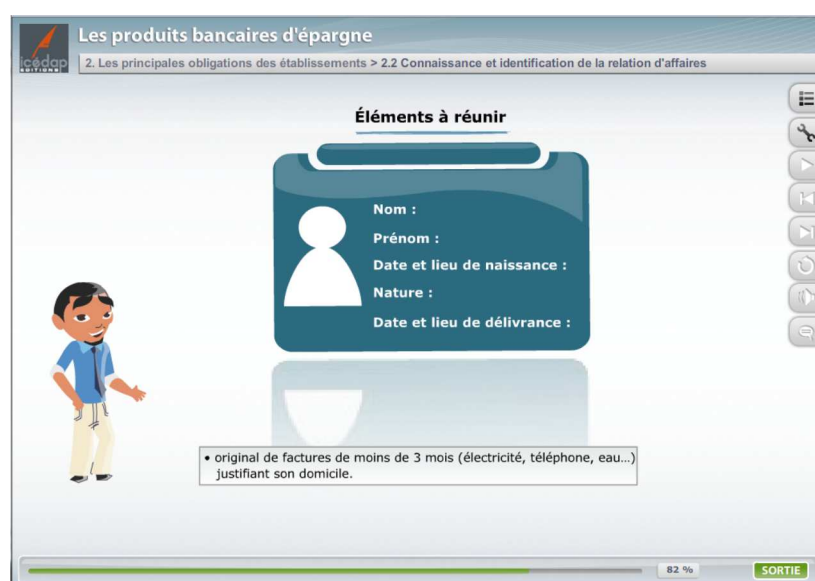 Les produits bancaires d'épargne
icédap
EDITIONS
2. Les principales obligations des établissements > 2.2 Connaissance et identification de la relation d'affaires
Éléments à réunir
Nom :
Prénom :
Date et lieu de naissance :
Nature :
Date et lieu de délivrance :
• original de factures de moins de 3 mois (électricité, téléphone, eau...)
justifiant son domicile.
82 %
SORTIE